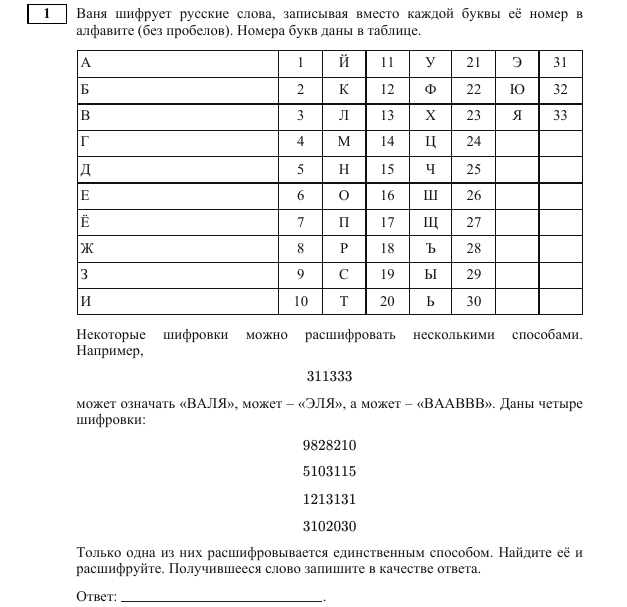 1 Ваня шифрует русские слова, записывая вместо каждой буквы её номер в
алфавите (без пробелов). Номера букв даны в таблице.
А 1 Й 11 У 21 Э 31
Б 2 К 12 Ф 22 Ю 32
В 3 Л 13 Х 23 Я 33
Г 4 М 14 Ц 24
Д 5 Н 15 Ч 25
Е 6 О 16 Ш 26
Ё 7 П 17 Щ 27
Ж 8 Р 18 Ъ 28
З 9 С 19 Ы 29
И 10 Т 20 Ь 30
Некоторые шифровки можно расшифровать несколькими способами.
Например,
311333
может означать «ВАЛЯ», может – «ЭЛЯ», а может – «ВААВВВ». Даны четыре
шифровки:
9828210
5103115
1213131
3102030
Только одна из них расшифровывается единственным способом. Найдите её и
расшифруйте. Получившееся слово запишите в качестве ответа.
Ответ: .